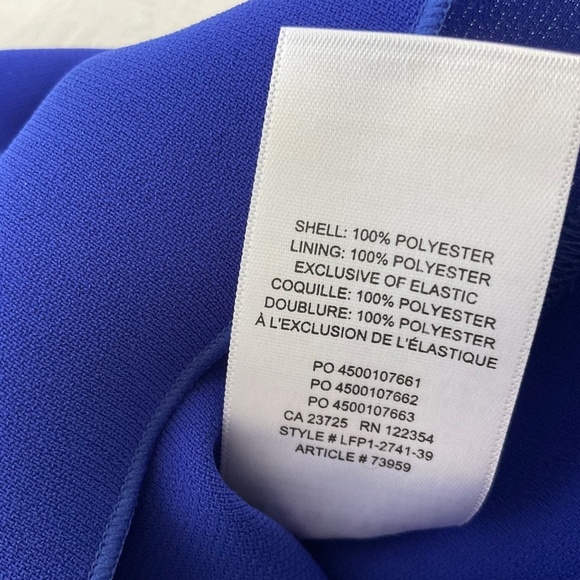 SHELL: 100% POLYESTER
LINING: 100% POLYESTER
EXCLUSIVE OF ELASTIC
COQUILLE: 100% POLYESTER
DOUBLURE: 100% POLYESTER
À L'EXCLUSION DE L'ÉLASTIQUE
PO 4500107661
PO 4500107662
PO 4500107663
CA 23725 RN 122354
STYLE # LFP1-2741-39
ARTICLE # 73959